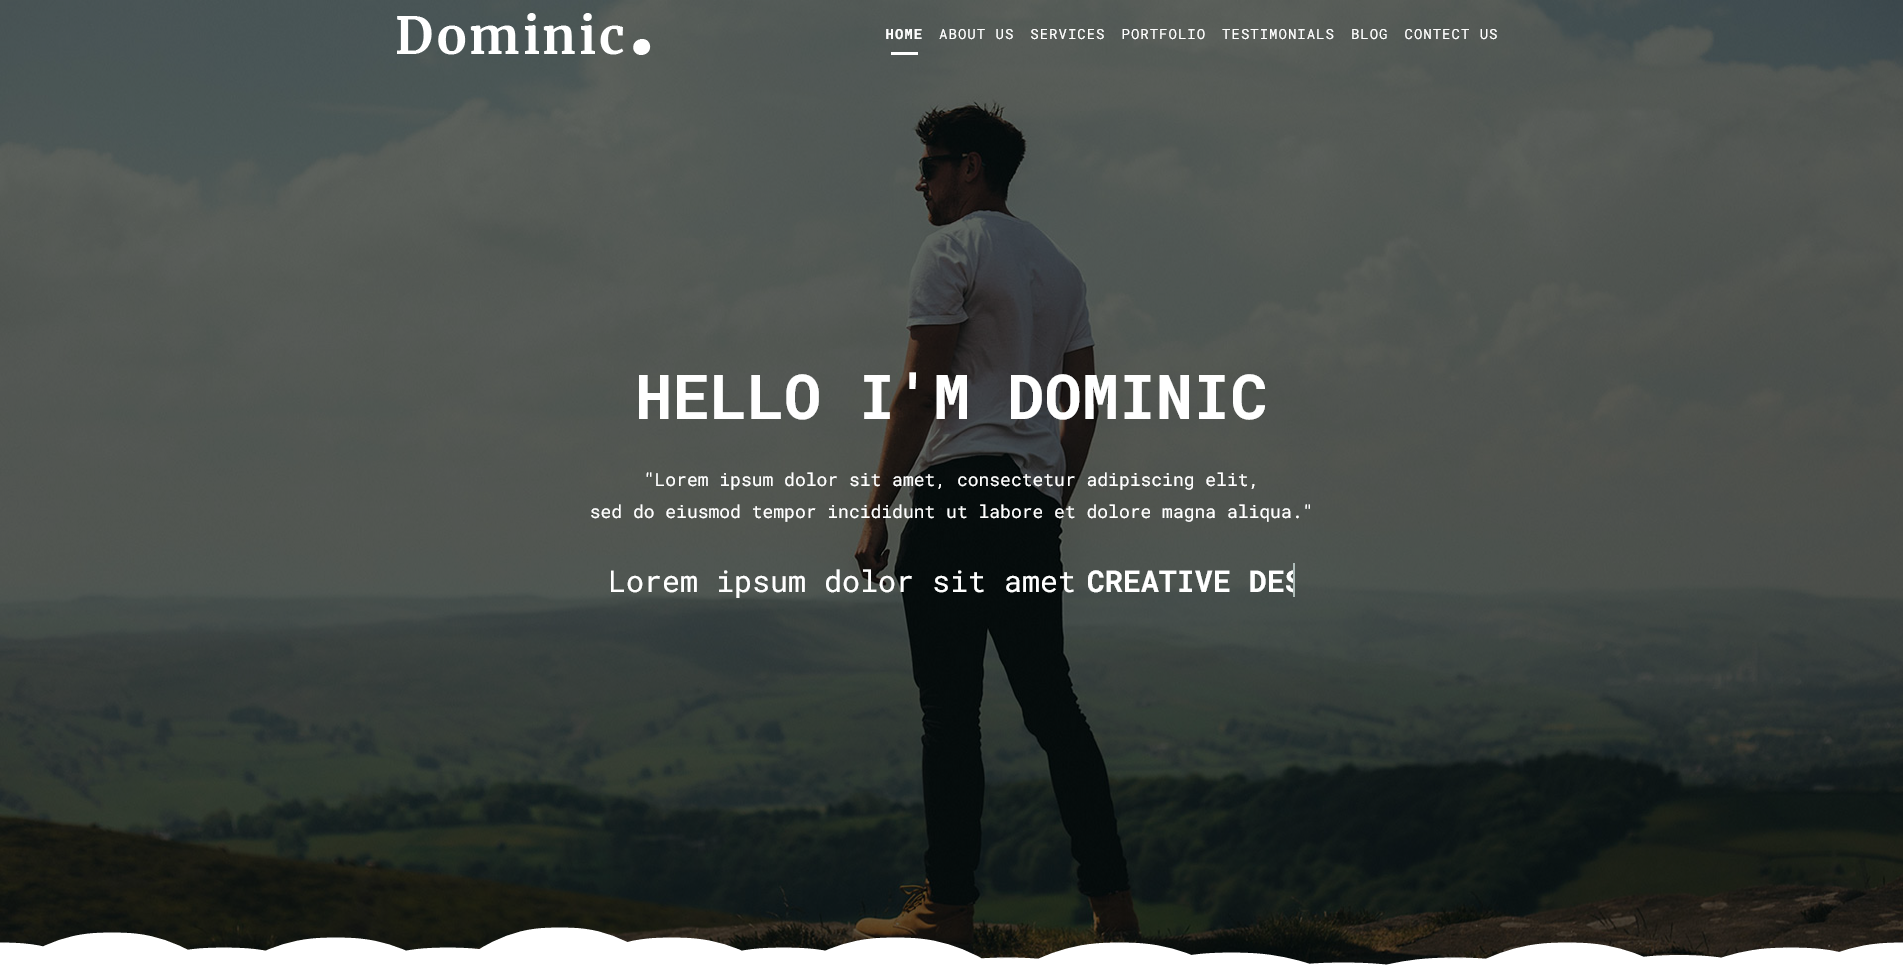 Dominic.
HOME ABOUT US SERVICES PORTFOLIO TESTIMONIALS BLOG CONTACT US
HELLO I'M DOMINIC
"Lorem ipsum dolor sit amet, consectetur adipiscing elit,
sed do eiusmod tempor incididunt ut labore et dolore magna aliqua."
Lorem ipsum dolor sit amet CREATIVE DES